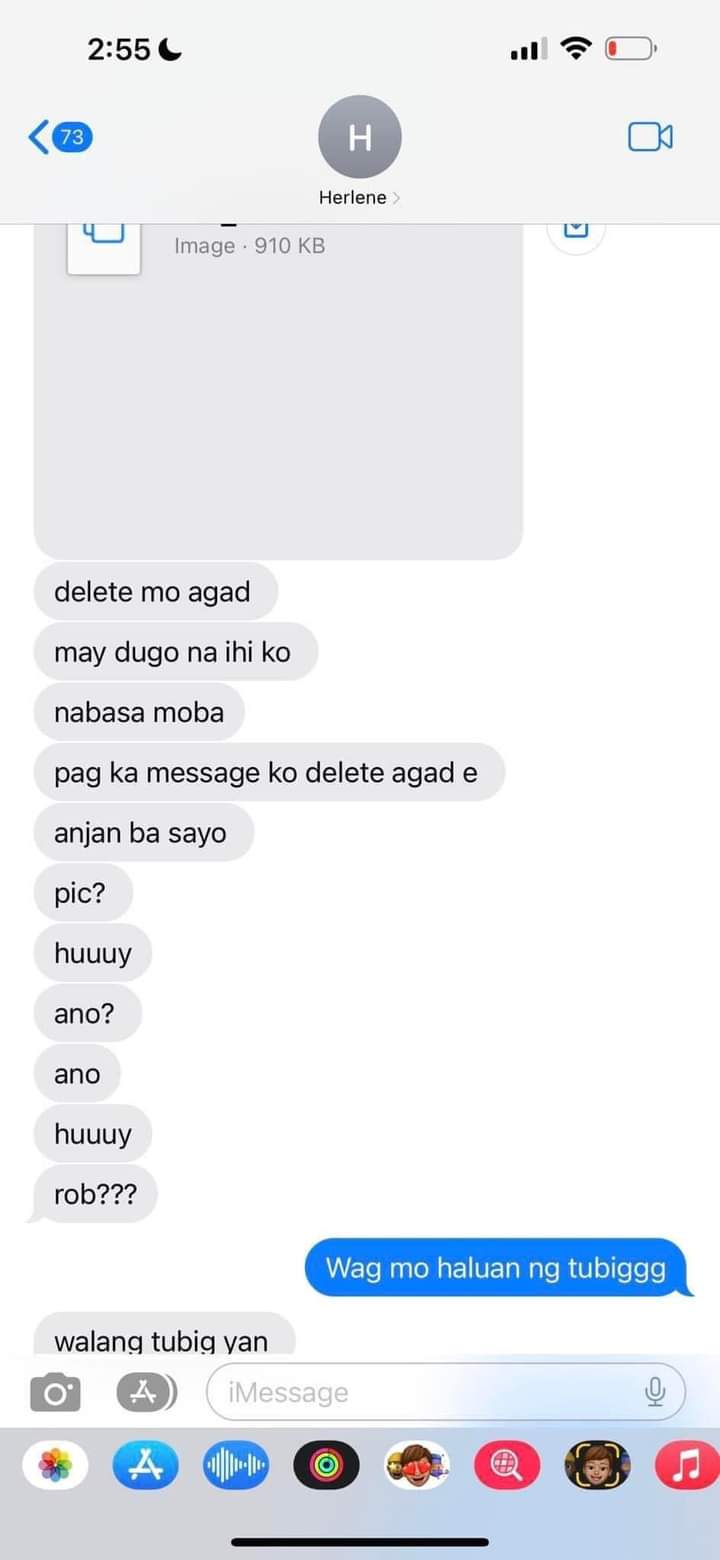 2:55
73
H
Herlene
Image · 910 KB
delete mo agad
may dugo na ihi ko
nabasa moba
pag ka message ko delete agad e
anjan ba sayo
pic?
huuuy
ano?
ano
huuuy
rob???
Wag mo haluan ng tubiggg
walang tubig yan
iMessage